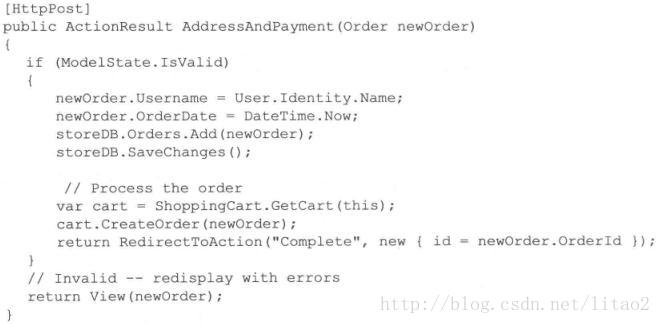 [HttpPost]
public ActionResult AddressAndPayment(Order newOrder)
{
if (ModelState.IsValid)
{
newOrder.Username = User.Identity.Name;
newOrder.OrderDate = DateTime.Now;
storeDB.Orders.Add(newOrder);
storeDB.SaveChanges();
// Process the order
var cart = ShoppingCart.GetCart(this);
cart.CreateOrder(newOrder);
return RedirectToAction("Complete", new { id = newOrder.OrderId });
}
// Invalid -- redisplay with errors
return View(newOrder);
}
http://blog.csdn.net/litao2